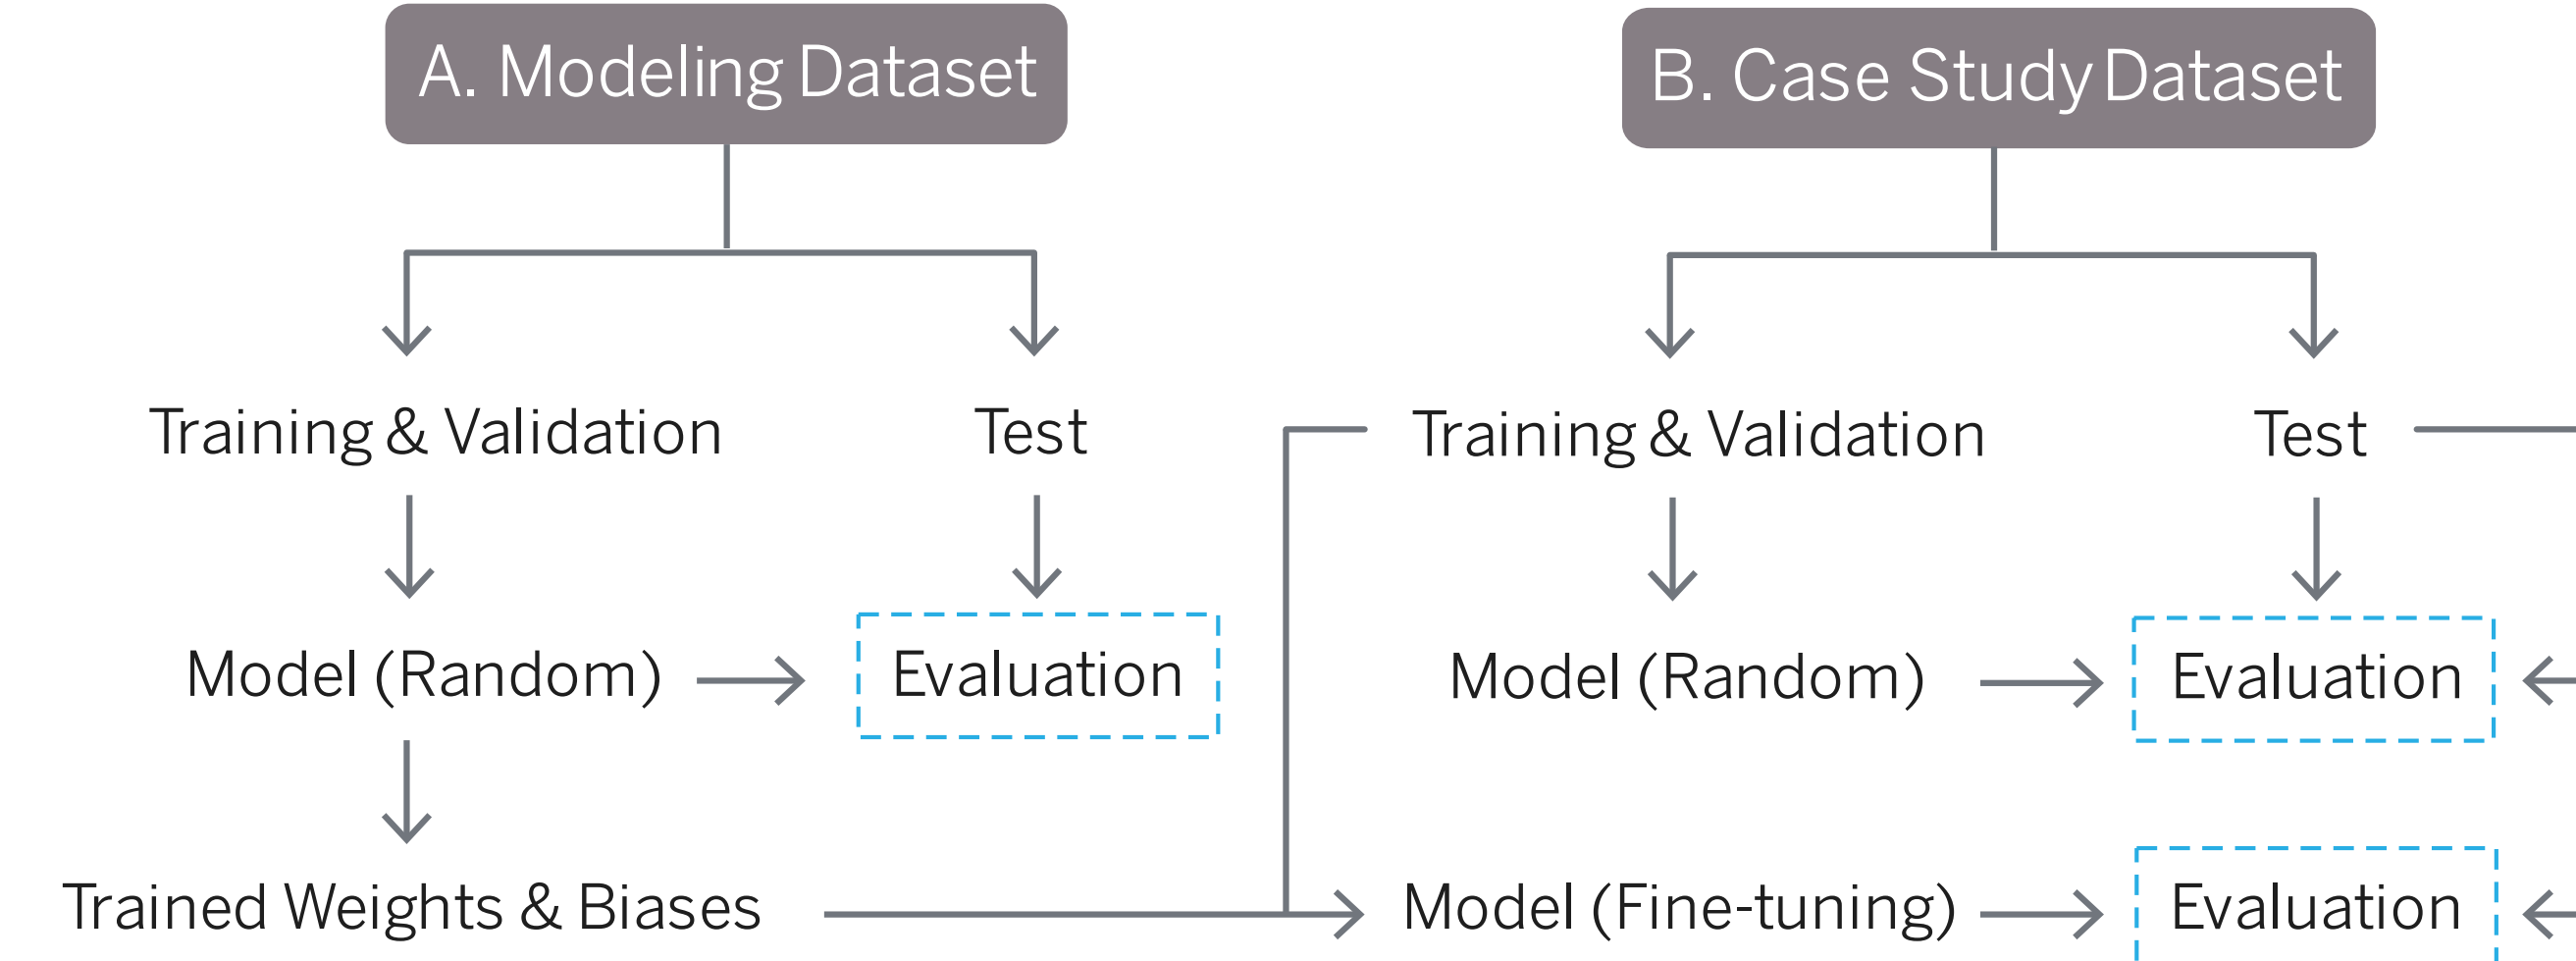 A. Modeling Dataset
B. Case Study Dataset
Training & Validation
Test
Training & Validation
Test
Model (Random)
Evaluation
Model (Random)
Evaluation
Trained Weights & Biases
Model (Fine-tuning)
Evaluation